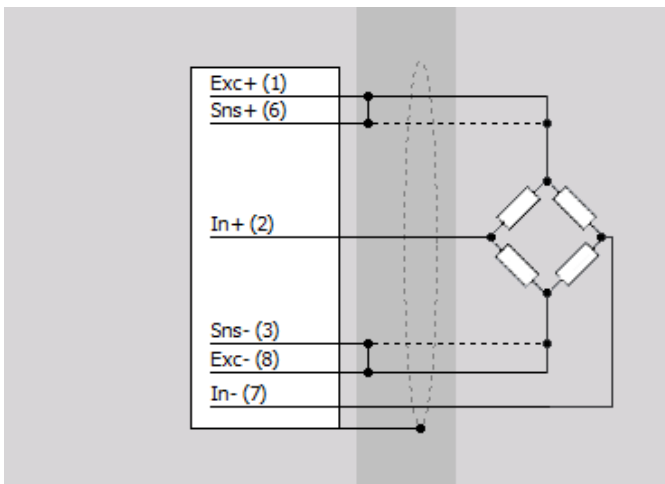 Exc+ (1)
Sns+ (6)
In+ (2)
Sns- (3)
Exc- (8)
In- (7)